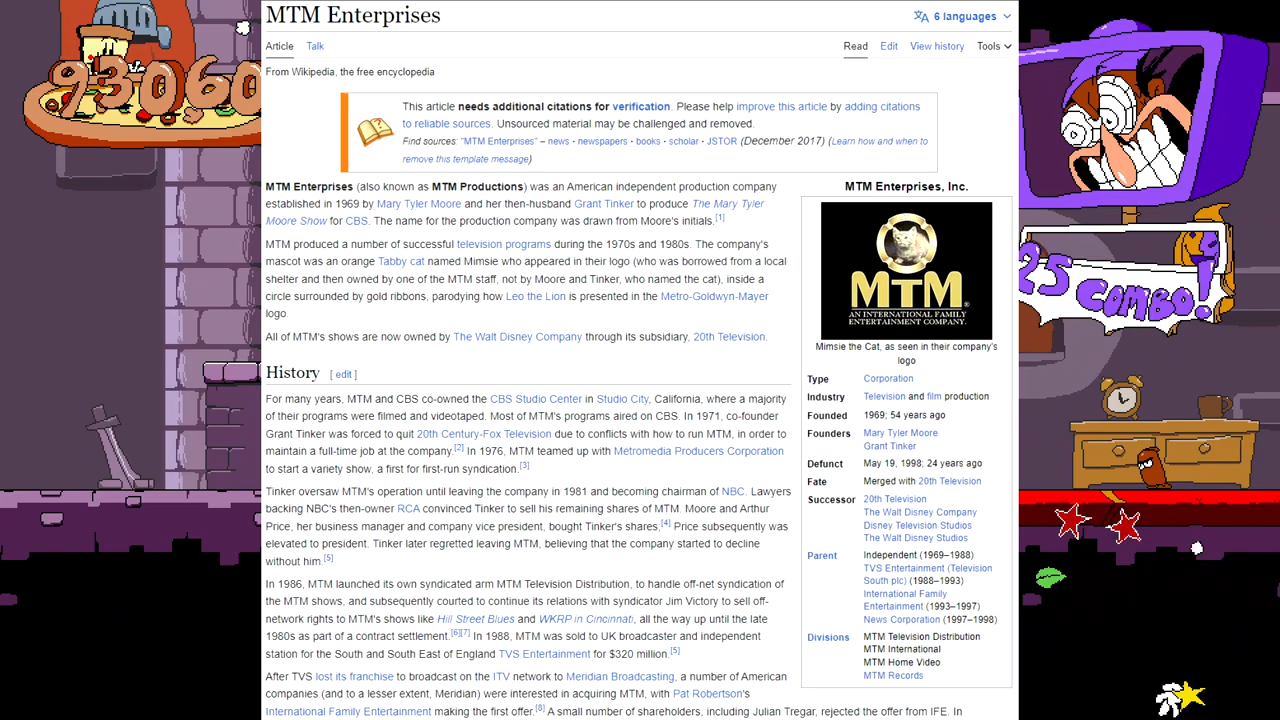 MTM Enterprises
6 languages
Article Talk Read Edit View history Tools
From Wikipedia, the free encyclopedia
This article needs additional citations for verification. Please help improve this article by adding citations
to reliable sources. Unsourced material may be challenged and removed.
Find sources: "MTM Enterprises" – news · newspapers · books · scholar · JSTOR (December 2017) (Learn how and when to
remove this template message)
MTM Enterprises (also known as MTM Productions) was an American independent production company
established in 1969 by Mary Tyler Moore and her then-husband Grant Tinker to produce The Mary Tyler
Moore Show for CBS. The name for the production company was drawn from Moore's initials.[1]
MTM produced a number of successful television programs during the 1970s and 1980s. The company's
mascot was an orange Tabby cat named Mimsie who appeared in their logo (who was borrowed from a local
shelter and then owned by one of the MTM staff, not by Moore and Tinker, who named the cat), inside a
circle surrounded by gold ribbons, parodying how Leo the Lion is presented in the Metro-Goldwyn-Mayer
logo.
All of MTM's shows are now owned by The Walt Disney Company through its subsidiary, 20th Television.
History [ edit ]
For many years, MTM and CBS co-owned the CBS Studio Center in Studio City, California, where a majority
of their programs were filmed and videotaped. Most of MTM's programs aired on CBS. In 1971, co-founder
Grant Tinker was forced to quit 20th Century-Fox Television due to conflicts with how to run MTM, in order to
maintain a full-time job at the company.[2] In 1976, MTM teamed up with Metromedia Producers Corporation
to start a variety show, a first for first-run syndication.[3]
Tinker oversaw MTM's operation until leaving the company in 1981 and becoming chairman of NBC. Lawyers
backing NBC's then-owner RCA convinced Tinker to sell his remaining shares of MTM. Moore and Arthur
Price, her business manager and company vice president, bought Tinker's shares.[4] Price subsequently was
elevated to president. Tinker later regretted leaving MTM, believing that the company started to decline
without him.[5]
In 1986, MTM launched its own syndicated arm MTM Television Distribution, to handle off-net syndication of
the MTM shows, and subsequently courted to continue its relations with syndicator Jim Victory to sell off-
network rights to MTM's shows like Hill Street Blues and WKRP in Cincinnati, all the way up until the late
1980s as part of a contract settlement.[6][7] In 1988, MTM was sold to UK broadcaster and independent
station for the South and South East of England TVS Entertainment for $320 million.[5]
After TVS lost its franchise to broadcast on the ITV network to Meridian Broadcasting, a number of American
companies (and to a lesser extent, Meridian) were interested in acquiring MTM, with Pat Robertson's
International Family Entertainment making the first offer.[8] A small number of shareholders, including Julian Tregar, rejected the offer from IFE. In
MTM Enterprises, Inc.
MTM
AN INTERNATIONAL FAMILY
ENTERTAINMENT COMPANY.
Mimsie the Cat, as seen in their company's
logo
Type Corporation
Industry Television and film production
Founded 1969; 54 years ago
Founders Mary Tyler Moore
Grant Tinker
Defunct May 19, 1998; 24 years ago
Fate Merged with 20th Television
Successor 20th Television
The Walt Disney Company
Disney Television Studios
The Walt Disney Studios
Parent Independent (1969–1988)
TVS Entertainment (Television
South plc) (1988–1993)
International Family
Entertainment (1993–1997)
News Corporation (1997–1998)
Divisions MTM Television Distribution
MTM International
MTM Home Video
MTM Records
93060
25 COMBO!